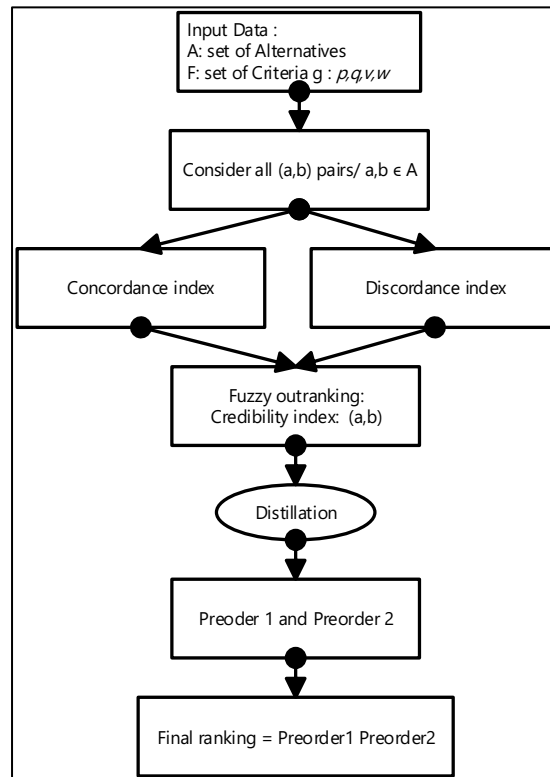 Input Data :
A: set of Alternatives
F: set of Criteria g : p,q,v,w
Consider all (a,b) pairs/ a,b ϵ A
Concordance index
Discordance index
Fuzzy outranking:
Credibility index: (a,b)
Distillation
Preoder 1 and Preorder 2
Final ranking = Preorder1 Preorder2